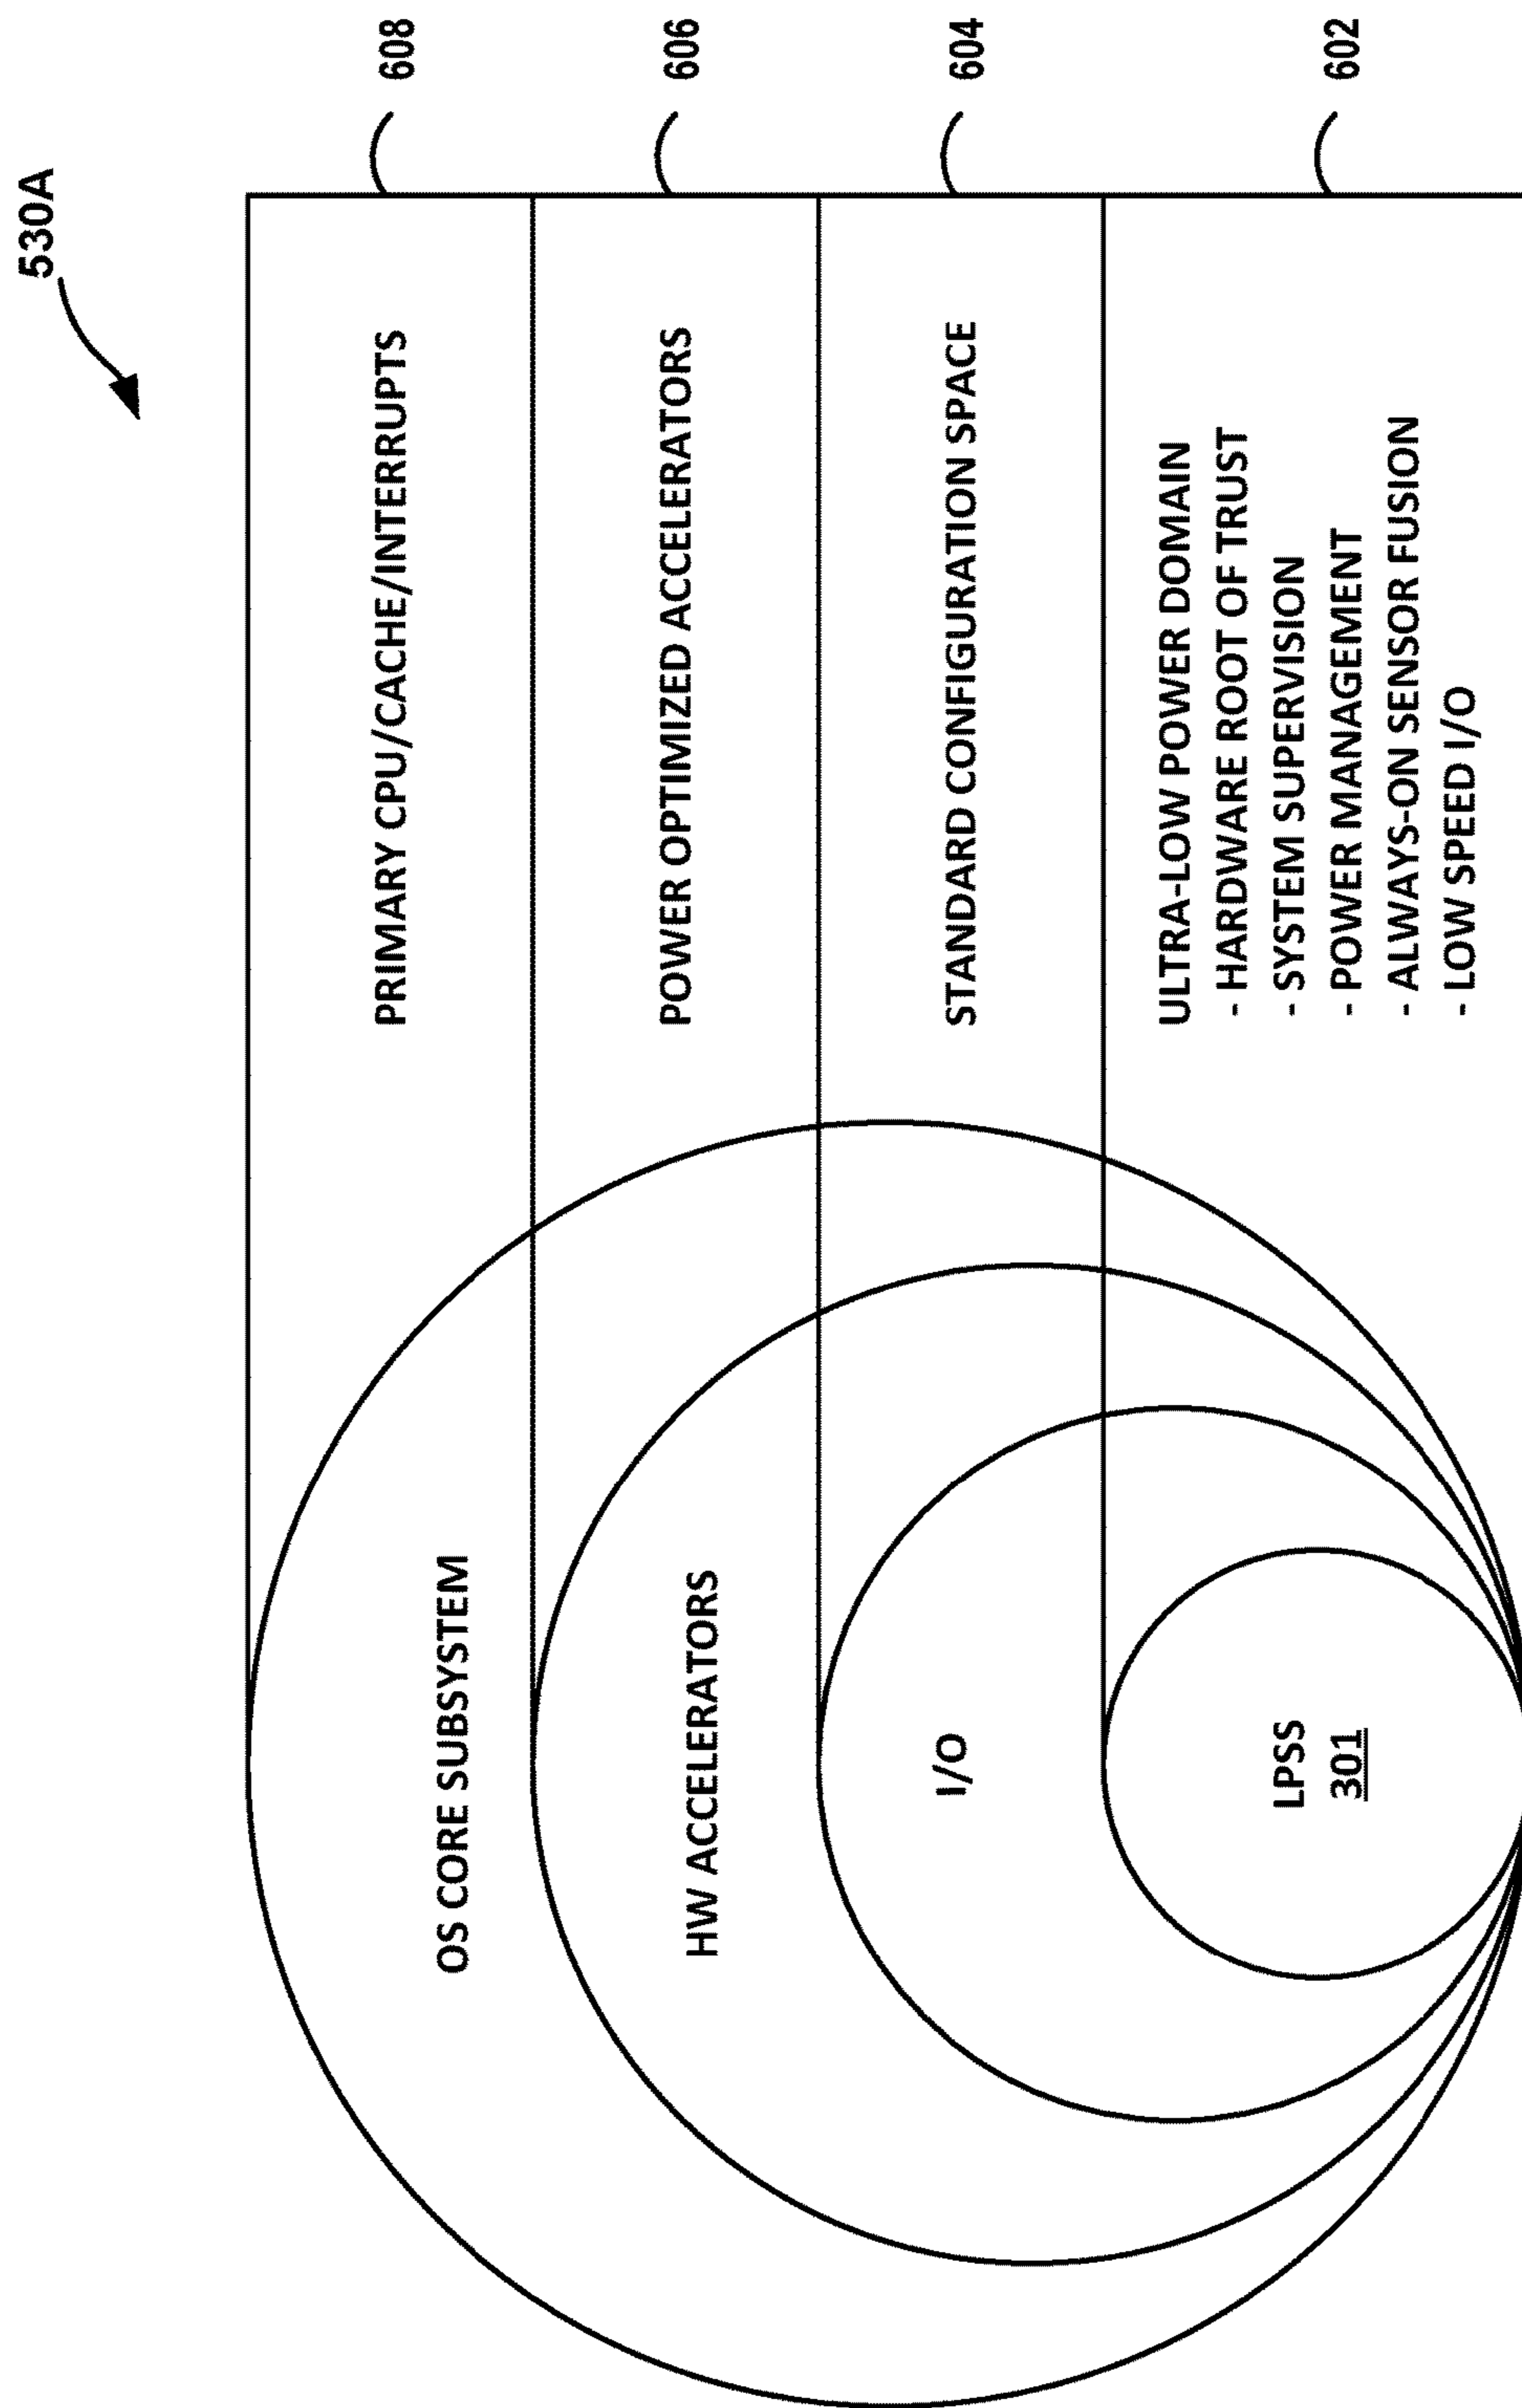 530A
OS CORE SUBSYSTEM
PRIMARY CPU/CACHE/INTERRUPTS
608
HW ACCELERATORS
POWER OPTIMIZED ACCELERATORS
606
I/O
STANDARD CONFIGURATION SPACE
604
LPSS
301
ULTRA-LOW POWER DOMAIN
- HARDWARE ROOT OF TRUST
- SYSTEM SUPERVISION
- POWER MANAGEMENT
- ALWAYS-ON SENSOR FUSION
- LOW SPEED I/O
602